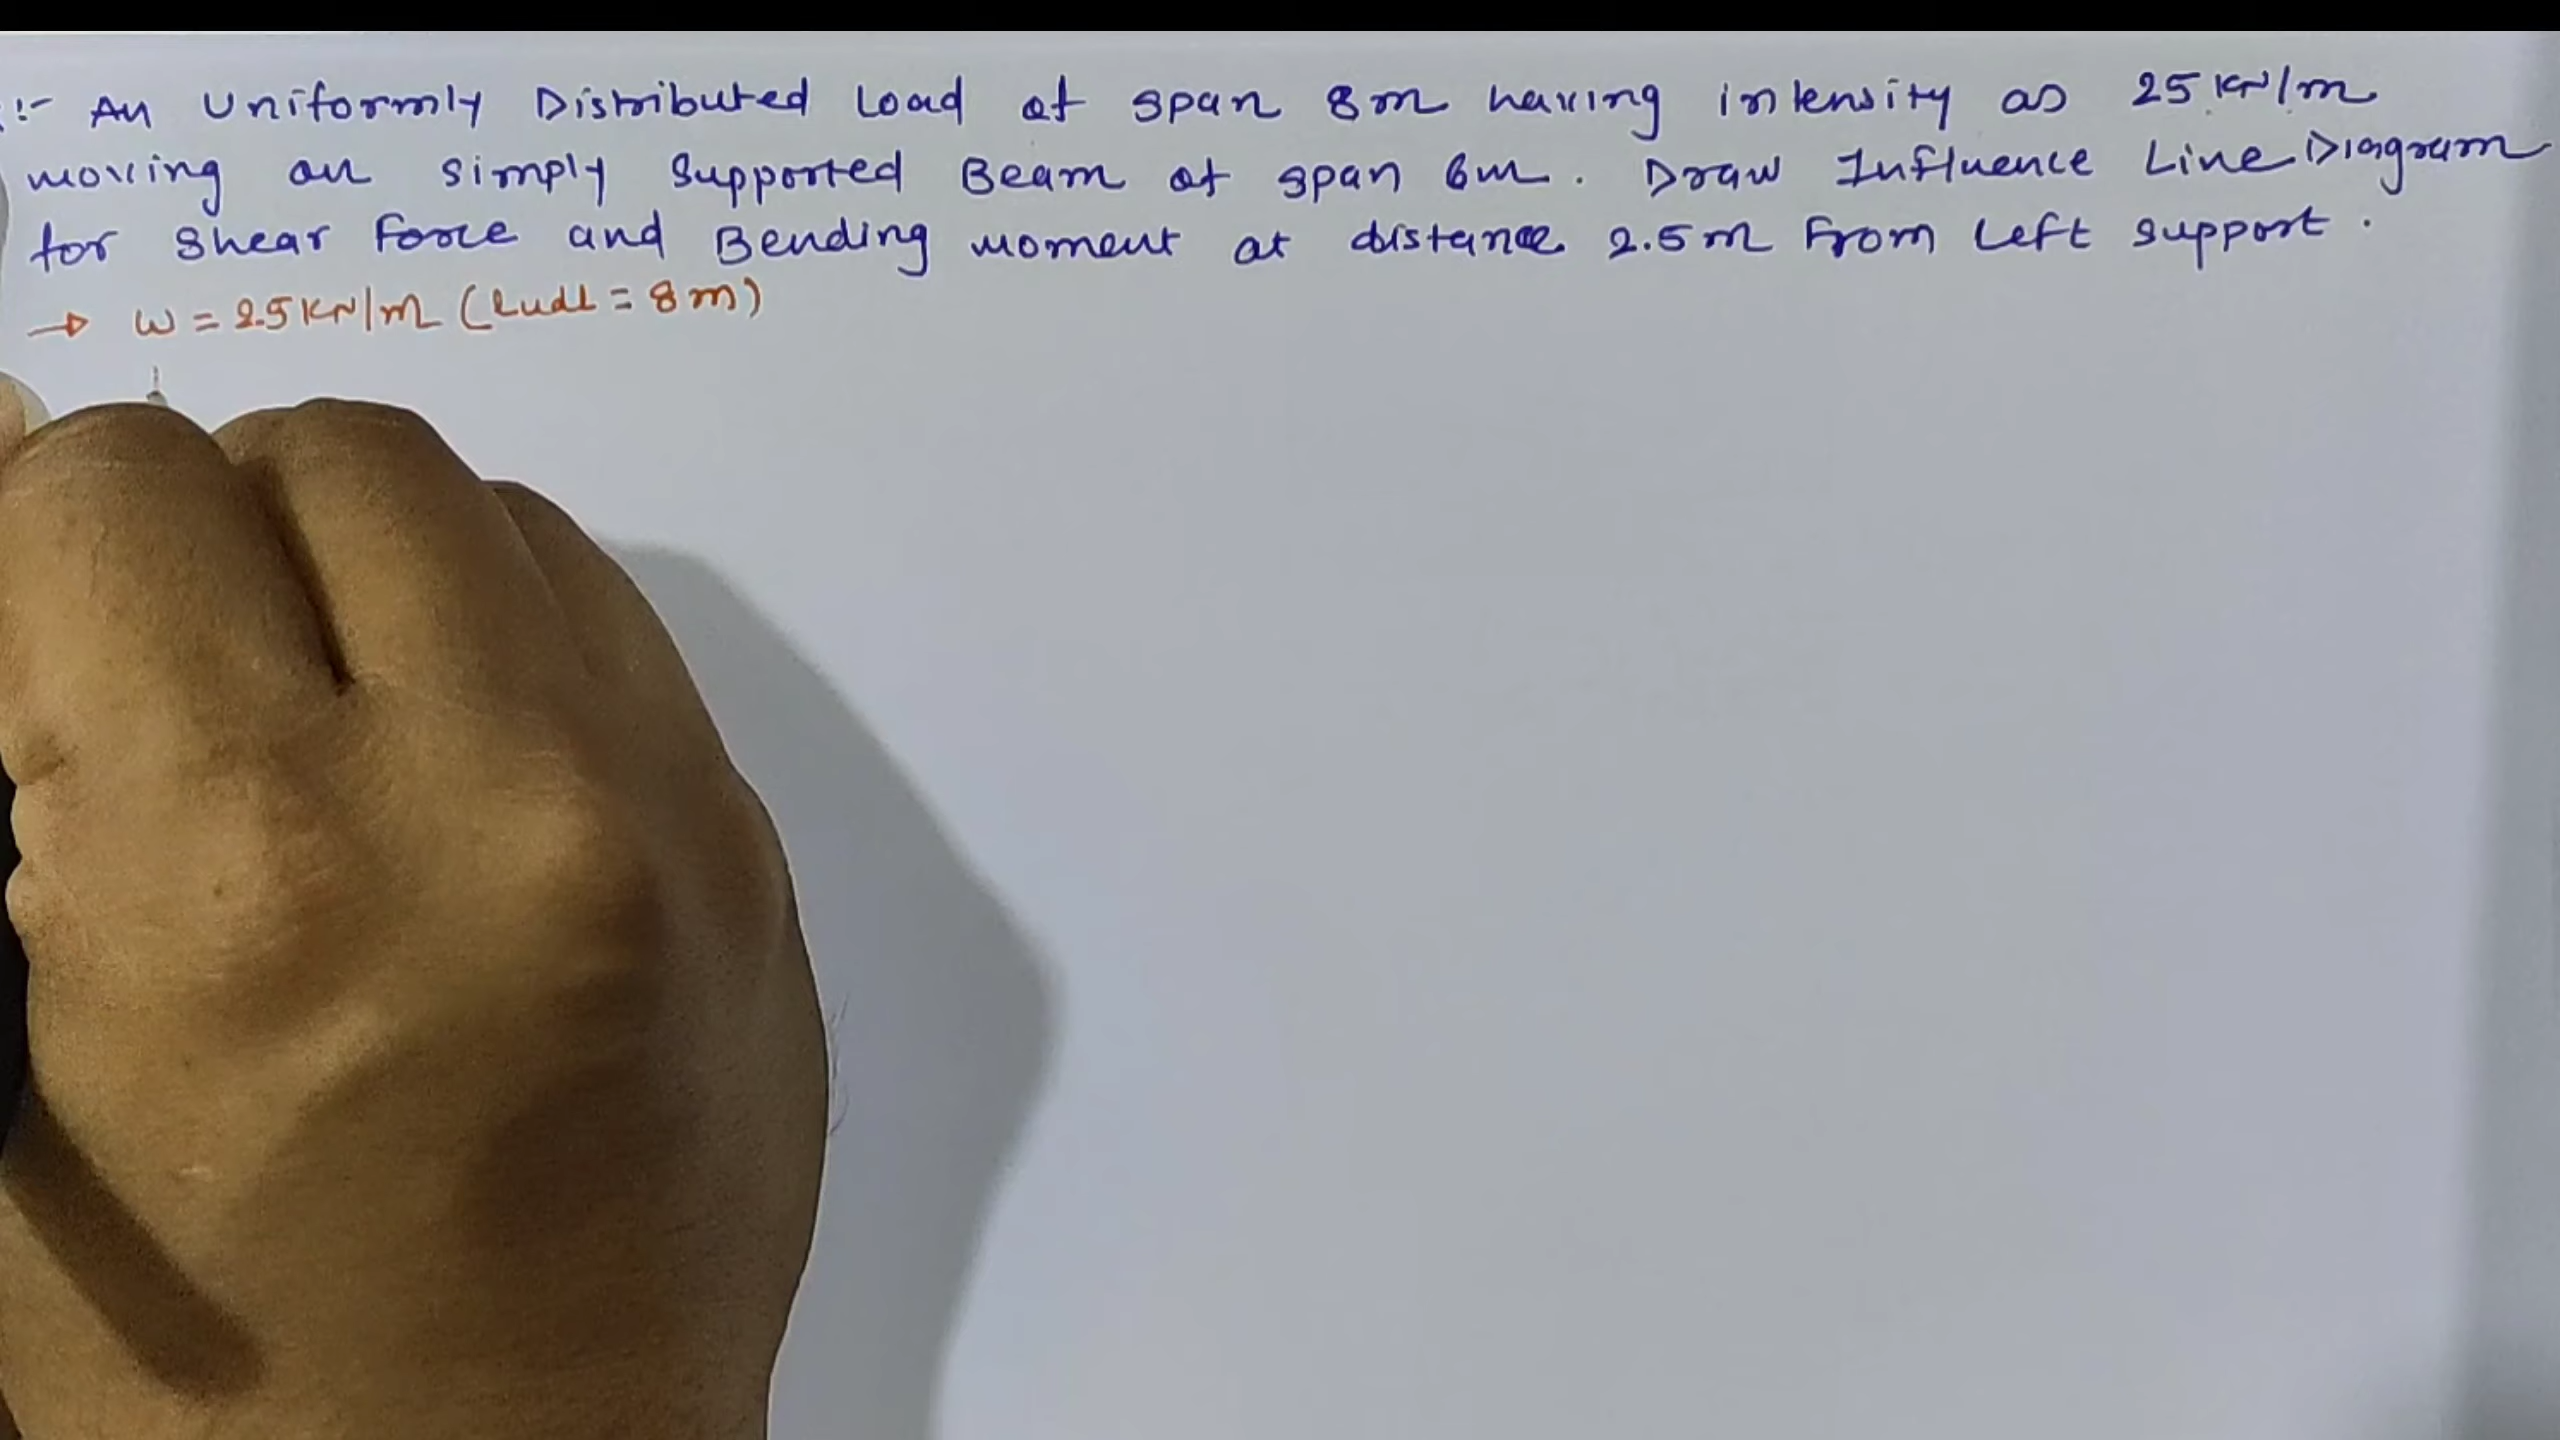 :- An Uniformly Distributed Load of span 8m having intensity as 25 KN/m
moving on simply supported Beam of span 6m. Draw Influence Line Diagram
for Shear Force and Bending moment at distance 2.5m From Left support.
→ w = 25 KN/m (Ludl = 8m)